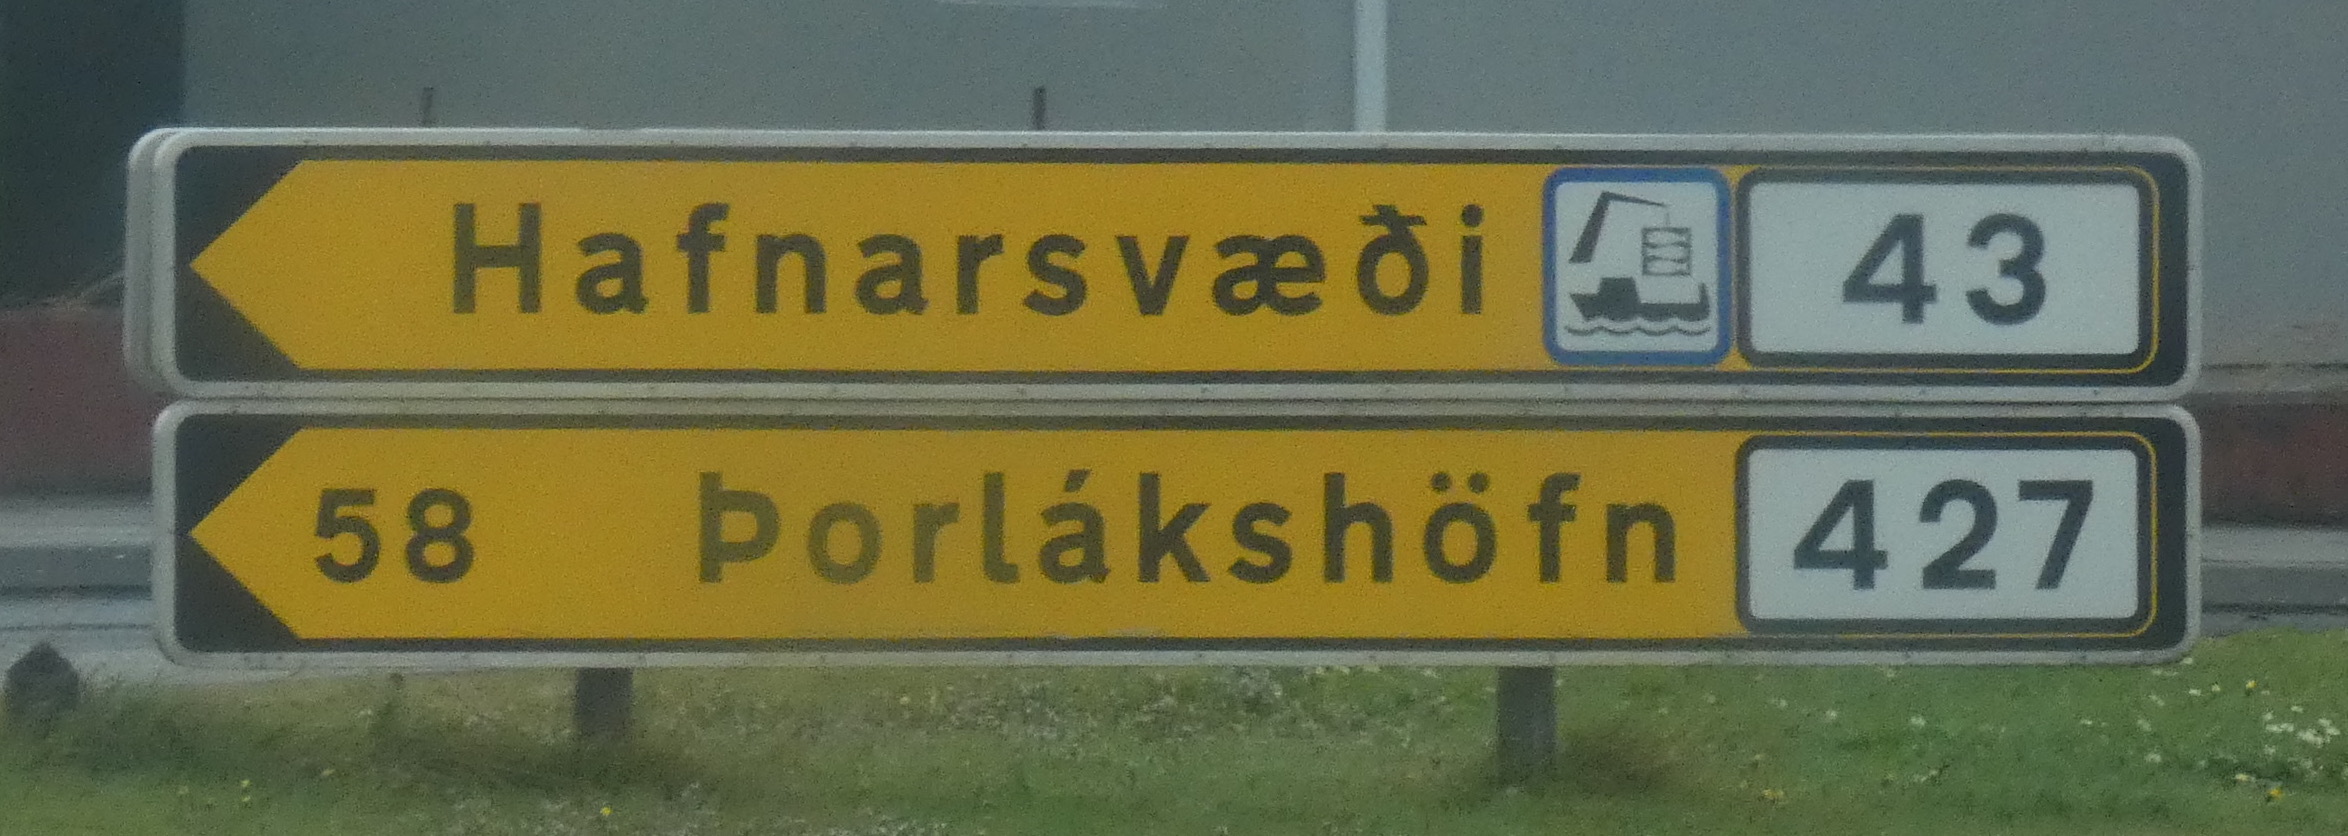 Hafnarsvæði 43
58 Þorlákshöfn 427